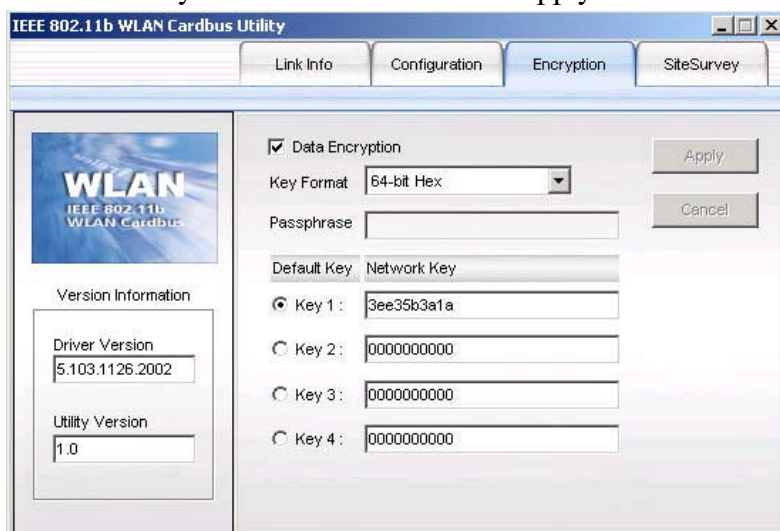 IEEE 802.11b WLAN Cardbus Utility
Link Info Configuration Encryption SiteSurvey
WLAN
IEEE 802.11b
WLAN Cardbus
Version Information
Driver Version
5.103.1126.2002
Utility Version
1.0
Data Encryption
Key Format 64-bit Hex
Passphrase
Default Key Network Key
Key 1 : 3ee35b3a1a
Key 2 : 0000000000
Key 3 : 0000000000
Key 4 : 0000000000
Apply
Cancel